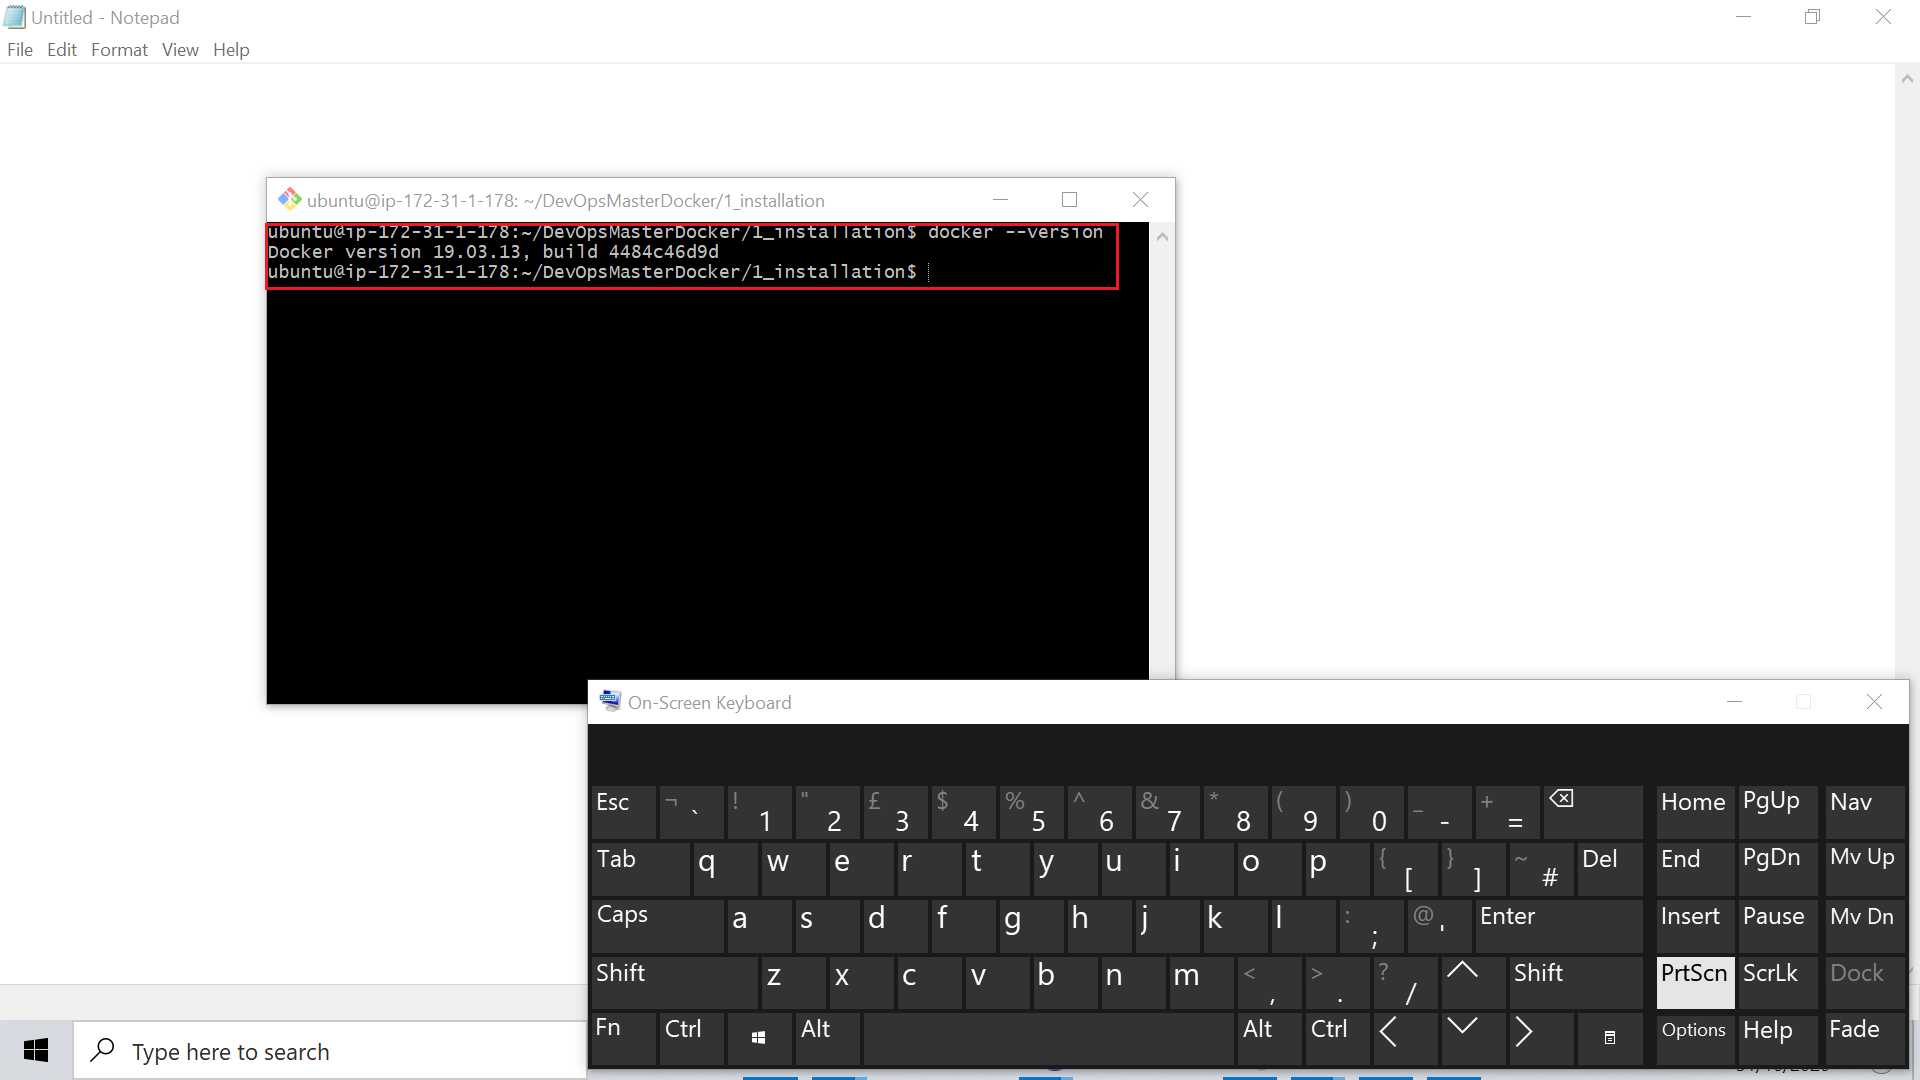 Untitled - Notepad
File Edit Format View Help
ubuntu@ip-172-31-1-178: ~/DevOpsMasterDocker/1_installation
ubuntu@ip-172-31-1-178:~/DevOpsMasterDocker/1_installation$ docker --version
Docker version 19.03.13, build 4484c46d9d
ubuntu@ip-172-31-1-178:~/DevOpsMasterDocker/1_installation$
On-Screen Keyboard
Esc ¬ ` ! 1 " 2 £ 3 $ 4 % 5 ^ 6 & 7 * 8 ( 9 ) 0 _ - + = Home PgUp Nav
Tab q w e r t y u i o p { [ } ] ~ # Del End PgDn Mv Up
Caps a s d f g h j k l : ; @ ' Enter Insert Pause Mv Dn
Shift z x c v b n m < , > . ? / Shift PrtScn ScrLk Dock
Fn Ctrl Alt Alt Ctrl Options Help Fade
Type here to search